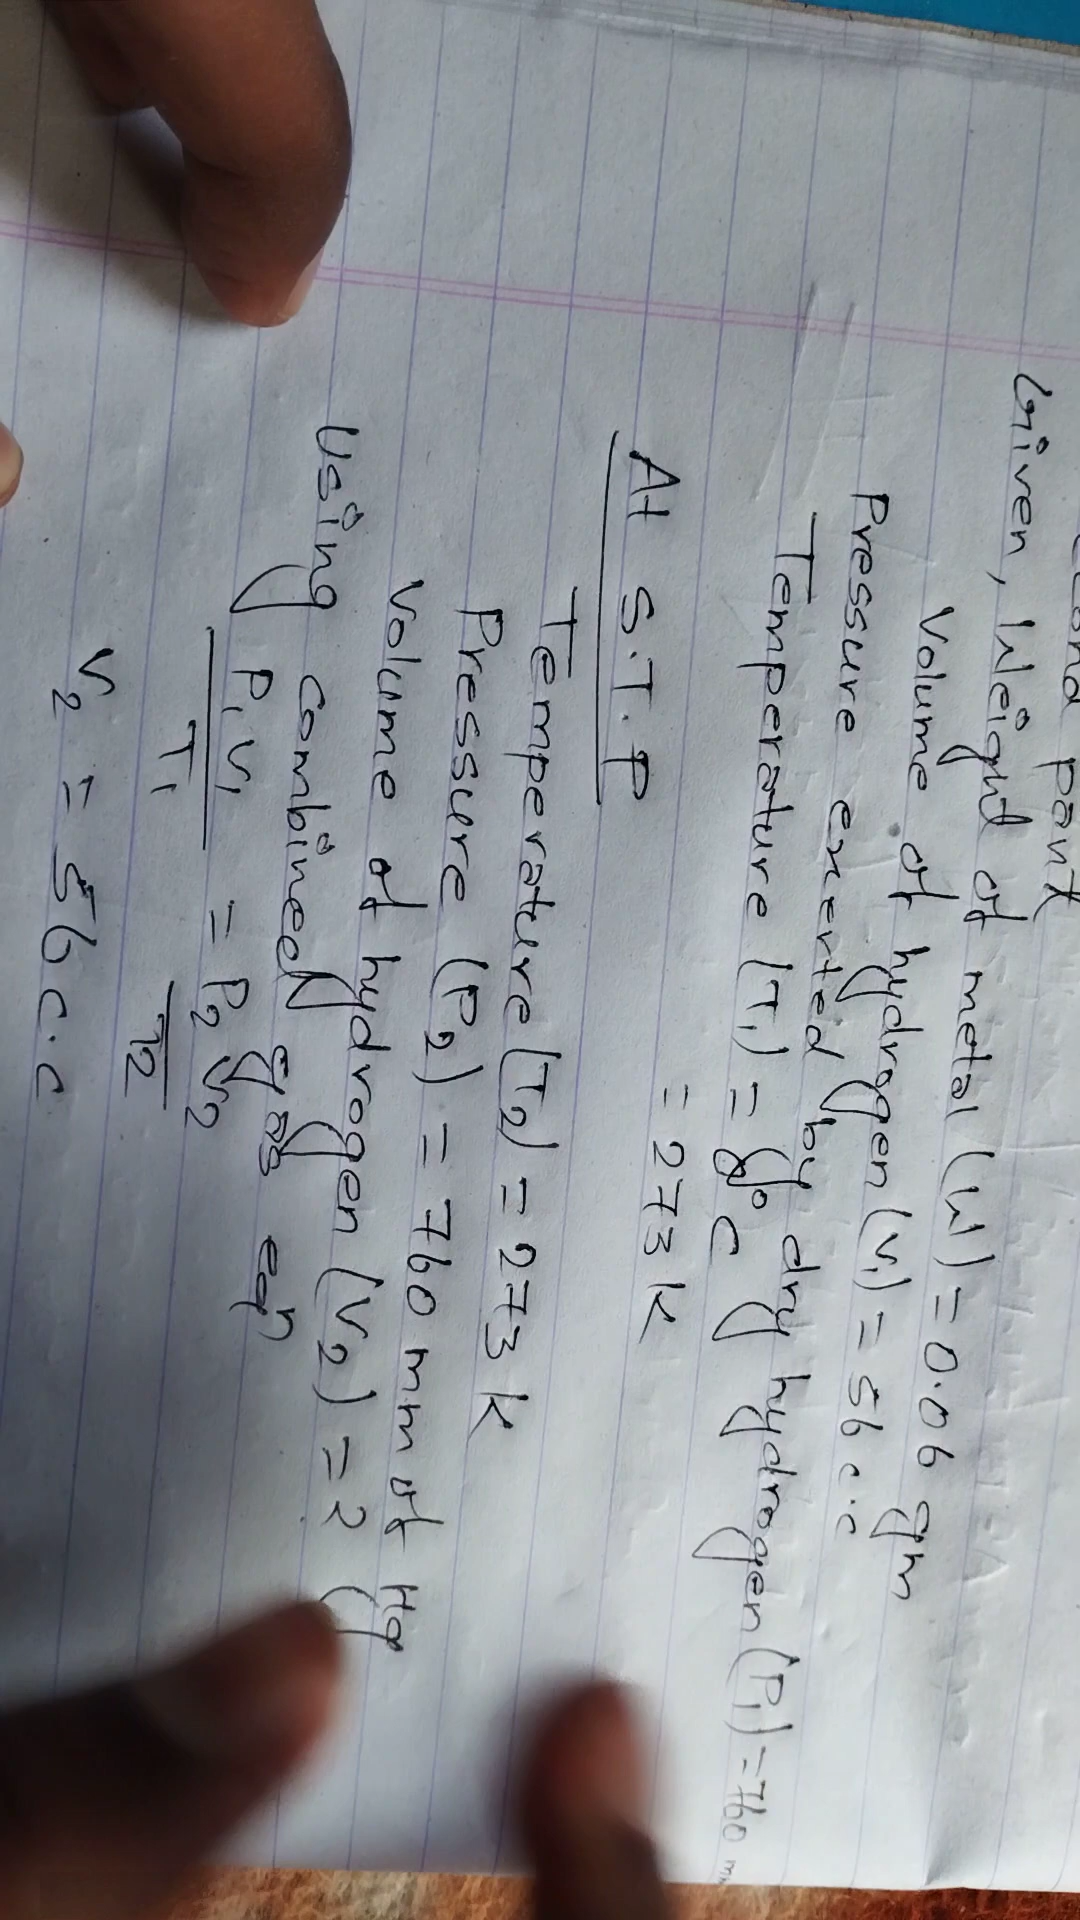 part
Given, Weight of metal (W) = 0.06 gm
Volume of hydrogen (V1) = 56 c.c
Pressure exerted by dry hydrogen (P1) = 760 m
Temperature (T1) = °C
= 273 k
At S.T.P
Temperature (T2) = 273 k
Pressure (P2) = 760 mm of Hg
Volume of hydrogen (V2) = ?
Using combined gas eqn
P1V1 / T1 = P2V2 / T2
V2 = 56 c.c